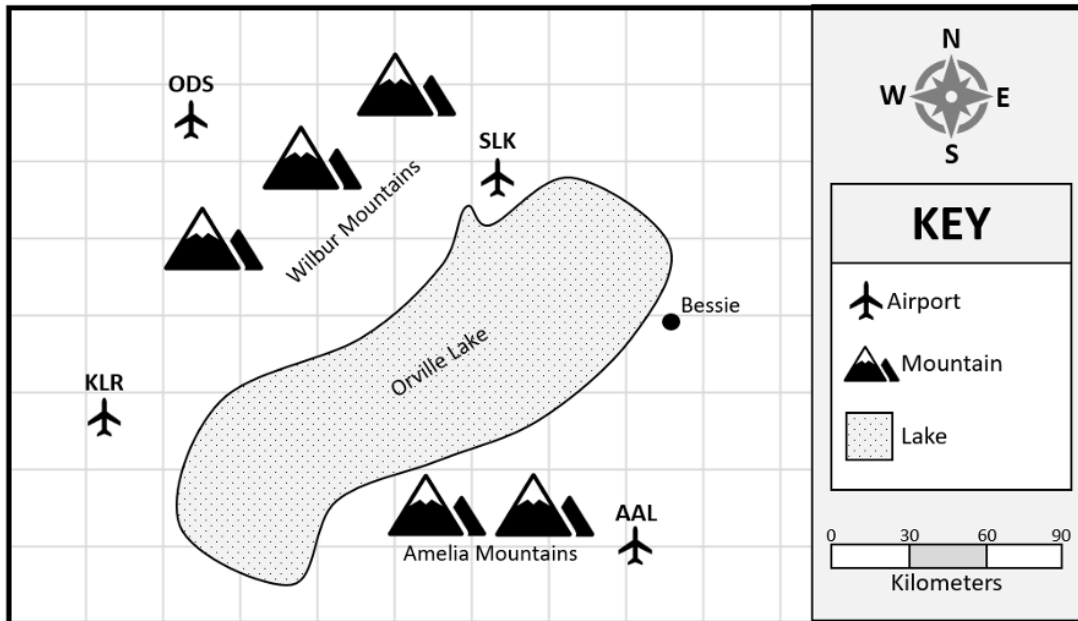 ODS
SLK
Wilbur Mountains
Bessie
Orville Lake
KLR
AAL
Amelia Mountains
N
W E
S
KEY
Airport
Mountain
Lake
0 30 60 90
Kilometers